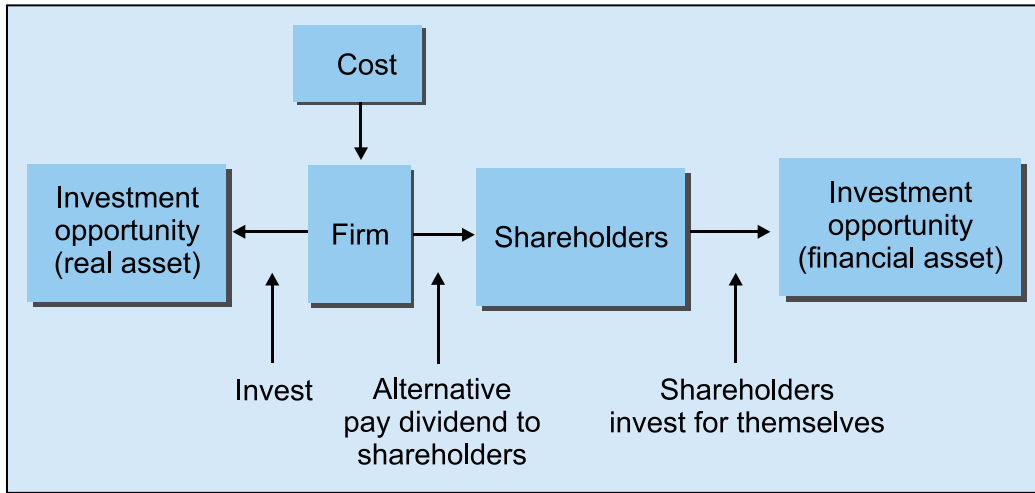 Cost
Investment
opportunity
(real asset)
Firm
Shareholders
Investment
opportunity
(financial asset)
Invest
Alternative
pay dividend to
shareholders
Shareholders
invest for themselves